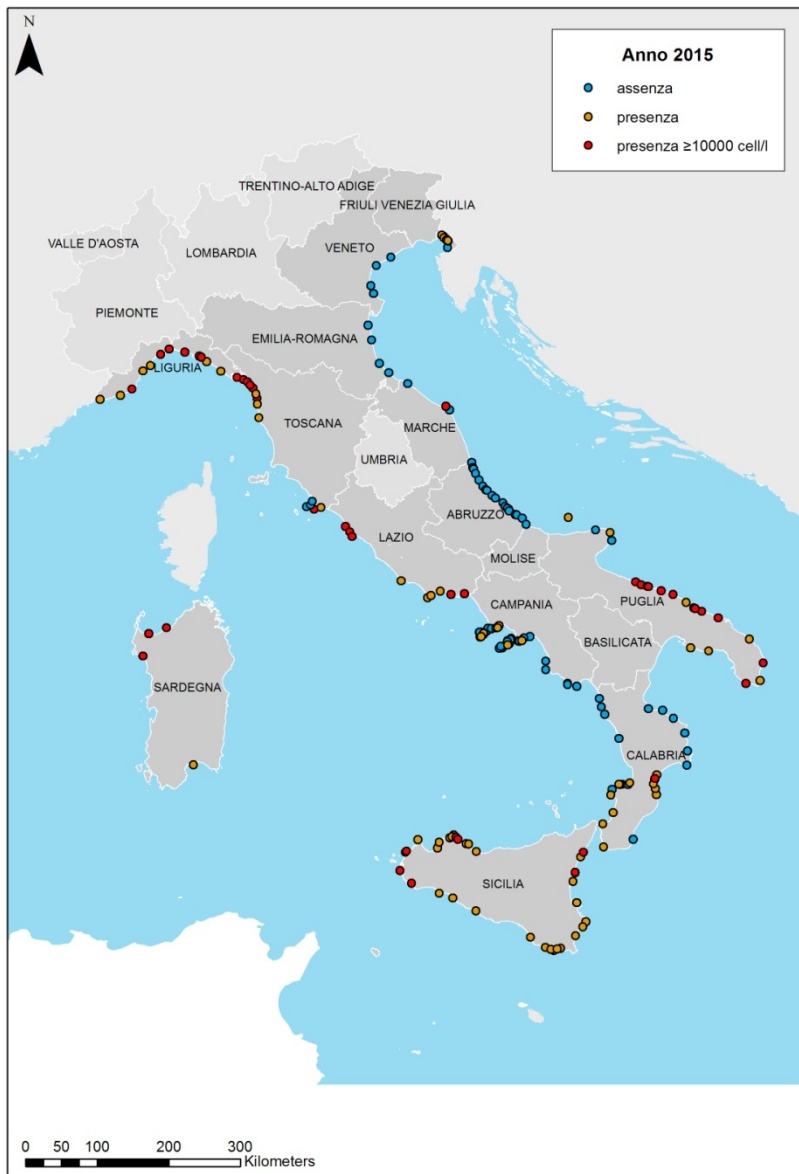 N
Anno 2015
assenza
presenza
presenza ≥10000 cell/l
TRENTINO-ALTO ADIGE
FRIULI VENEZIA GIULIA
VALLE D'AOSTA
LOMBARDIA
VENETO
PIEMONTE
EMILIA-ROMAGNA
LIGURIA
TOSCANA
MARCHE
UMBRIA
ABRUZZO
LAZIO
MOLISE
CAMPANIA
PUGLIA
BASILICATA
SARDEGNA
CALABRIA
SICILIA
0 50 100 200 300
Kilometers